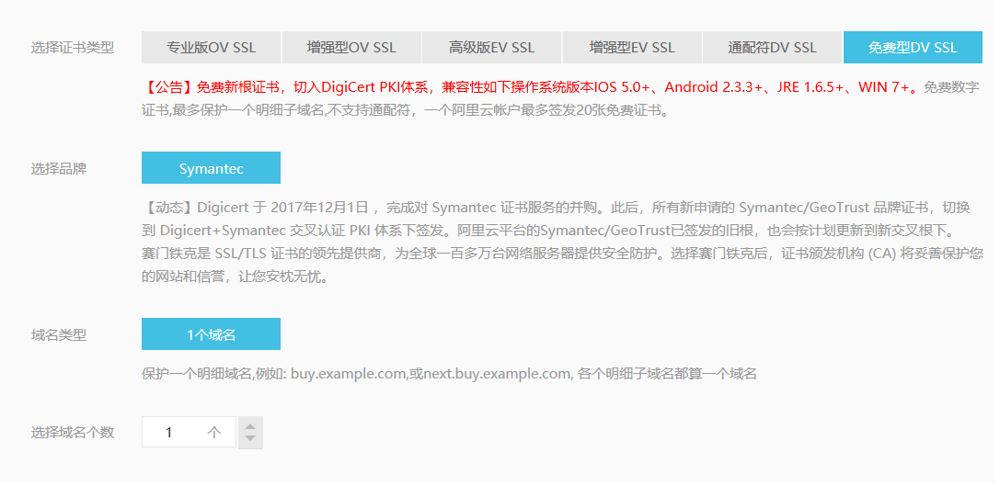 选择证书类型 专业版OV SSL 增强型OV SSL 高级版EV SSL 增强型EV SSL 通配符DV SSL 免费型DV SSL
【公告】免费新根证书，切入DigiCert PKI体系，兼容性如下操作系统版本IOS 5.0+、Android 2.3.3+、JRE 1.6.5+、WIN 7+。免费数字
证书,最多保护一个明细子域名,不支持通配符，一个阿里云帐户最多签发20张免费证书。
选择品牌 Symantec
【动态】Digicert 于 2017年12月1日 ，完成对 Symantec 证书服务的并购。此后，所有新申请的 Symantec/GeoTrust 品牌证书，切换
到 Digicert+Symantec 交叉认证 PKI 体系下签发。阿里云平台的Symantec/GeoTrust已签发的旧根，也会按计划更新到新交叉根下。
赛门铁克是 SSL/TLS 证书的领先提供商，为全球一百多万台网络服务器提供安全防护。选择赛门铁克后，证书颁发机构 (CA) 将妥善保护您
的网站和信誉，让您安枕无忧。
域名类型 1个域名
保护一个明细域名,例如: buy.example.com,或next.buy.example.com, 各个明细子域名都算一个域名
选择域名个数 1 个